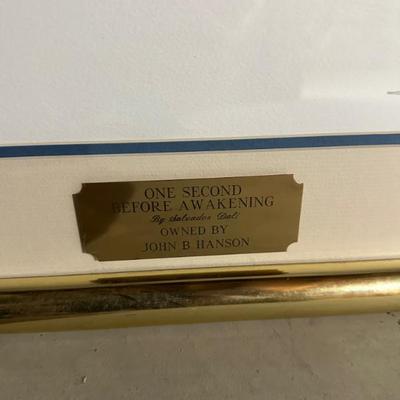 ONE SECOND
BEFORE AWAKENING
By Salvador Dali
OWNED BY
JOHN B HANSON